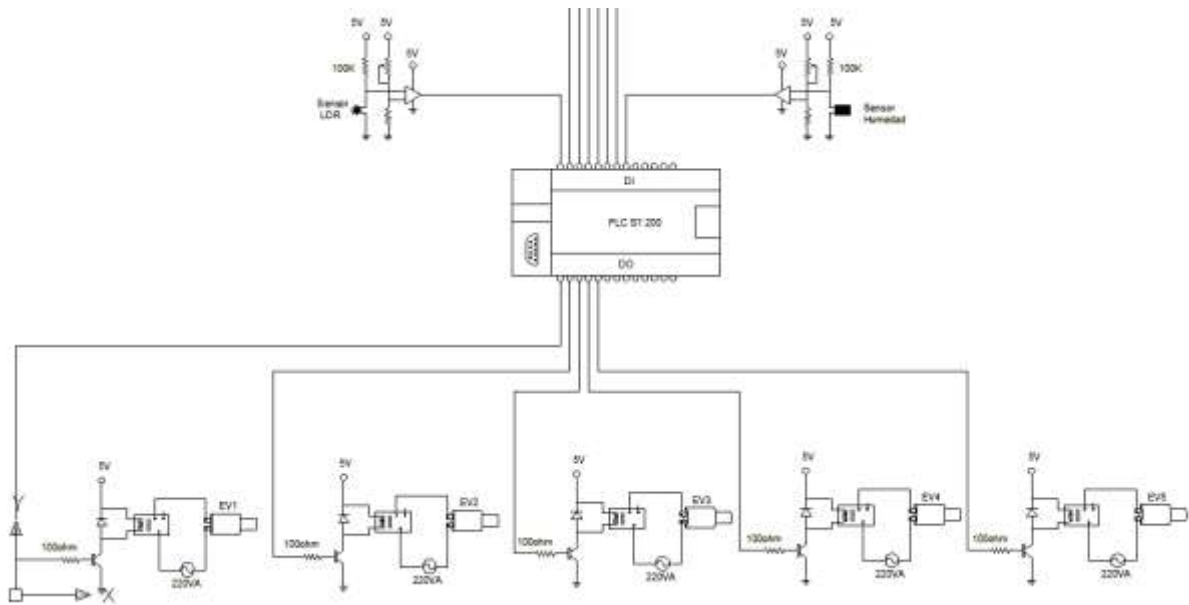 5V 5V
5V
100K
Sensor
LDR
5V 5V
5V
100K
Sensor
Humedad
DI
PLC S7 200
DO
5V
EV1
100ohm
220VA
5V
EV2
100ohm
220VA
5V
EV3
100ohm
220VA
5V
EV4
100ohm
220VA
5V
EV5
100ohm
220VA
Y
X